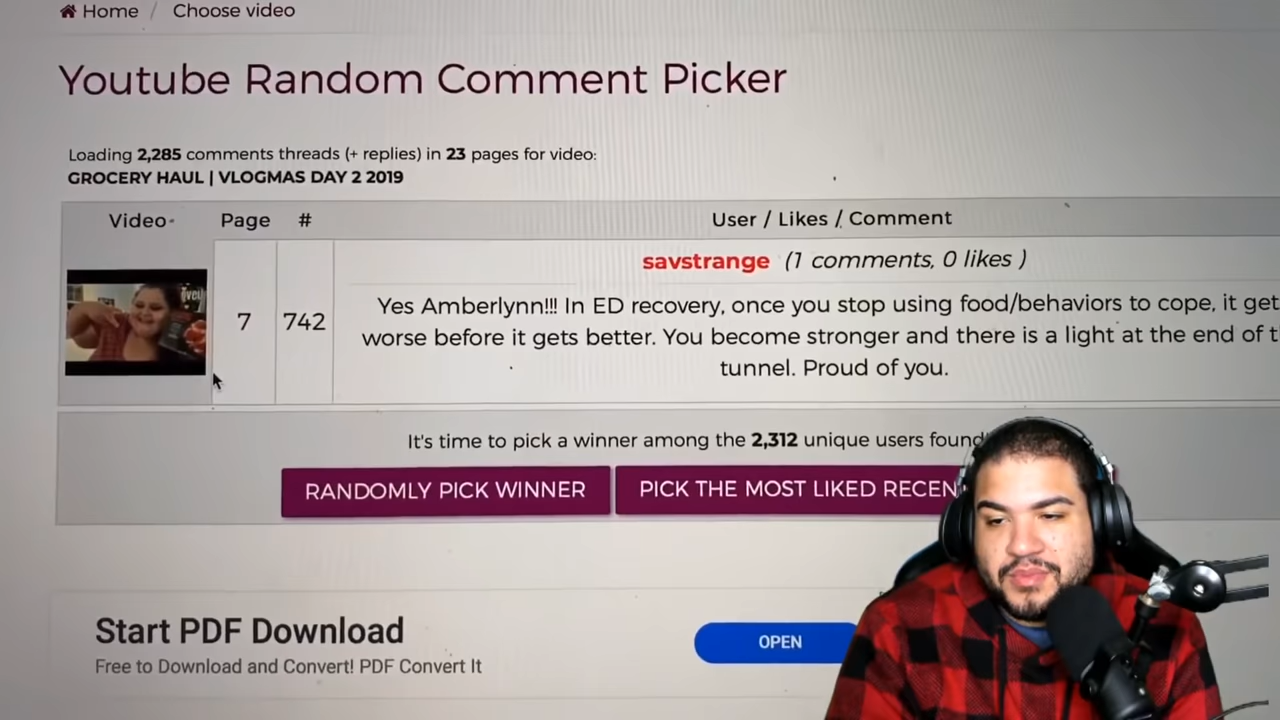 Home / Choose video
Youtube Random Comment Picker
Loading 2,285 comments threads (+ replies) in 23 pages for video:
GROCERY HAUL | VLOGMAS DAY 2 2019
Video Page # User / Likes / Comment
savstrange (1 comments, 0 likes )
7 742
Yes Amberlynn!!! In ED recovery, once you stop using food/behaviors to cope, it get
worse before it gets better. You become stronger and there is a light at the end of t
tunnel. Proud of you.
It's time to pick a winner among the 2,312 unique users found
RANDOMLY PICK WINNER PICK THE MOST LIKED RECEN
Start PDF Download
OPEN
Free to Download and Convert! PDF Convert It